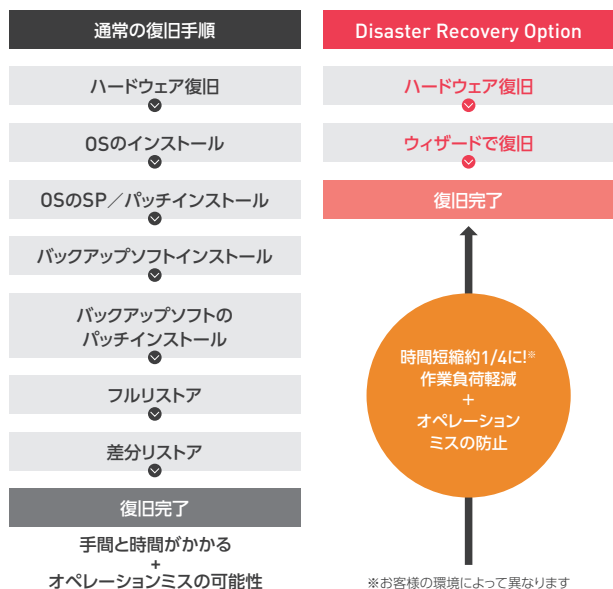 通常の復旧手順
ハードウェア復旧
OSのインストール
OSのSP／パッチインストール
バックアップソフトインストール
バックアップソフトの
パッチインストール
フルリストア
差分リストア
復旧完了
手間と時間がかかる
+
オペレーションミスの可能性
Disaster Recovery Option
ハードウェア復旧
ウィザードで復旧
復旧完了
時間短縮約1/4に!※
作業負荷軽減
+
オペレーション
ミスの防止
※お客様の環境によって異なります